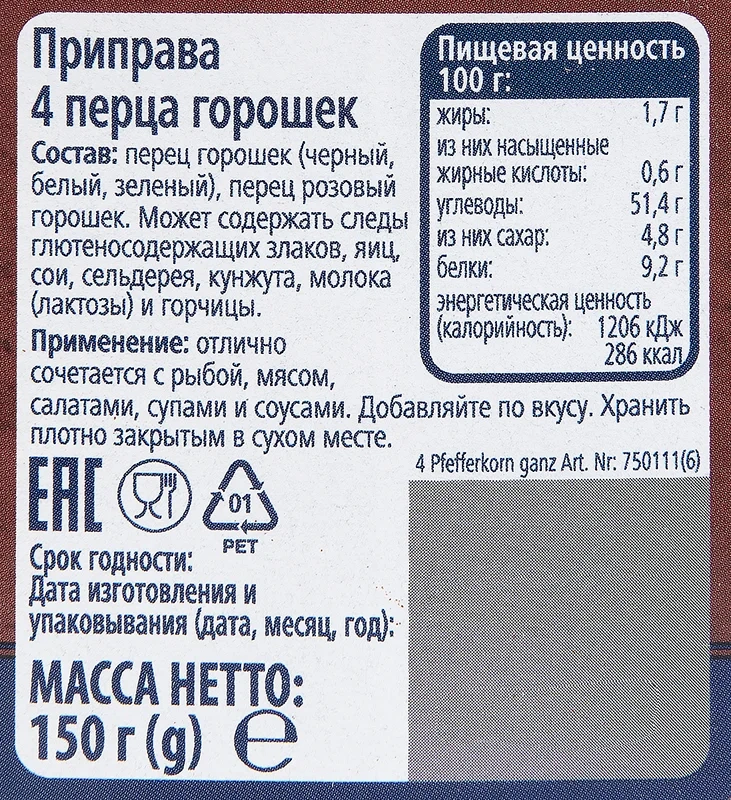 Приправа
4 перца горошек
Состав: перец горошек (черный,
белый, зеленый), перец розовый
горошек. Может содержать следы
глютеносодержащих злаков, яиц,
сои, сельдерея, кунжута, молока
(лактозы) и горчицы.
Применение: отлично
сочетается с рыбой, мясом,
салатами, супами и соусами. Добавляйте по вкусу. Хранить
плотно закрытым в сухом месте.
Пищевая ценность
100 г:
жиры: 1,7 г
из них насыщенные
жирные кислоты: 0,6 г
углеводы: 51,4 г
из них сахар: 4,8 г
белки: 9,2 г
энергетическая ценность
(калорийность): 1206 кДж
286 ккал
4 Pfefferkorn ganz Art. Nr: 750111(6)
EAC
01
PET
Срок годности:
Дата изготовления и
упаковывания (дата, месяц, год):
МАССА НЕТТО:
150 г (g) ℮